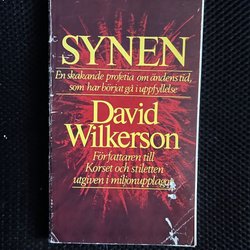 SYNEN
En skakande profetia om ändens tid,
som har börjat gå i uppfyllelse
David
Wilkerson
Författaren till
Korset och stiletten
utgiven i miljonupplaga